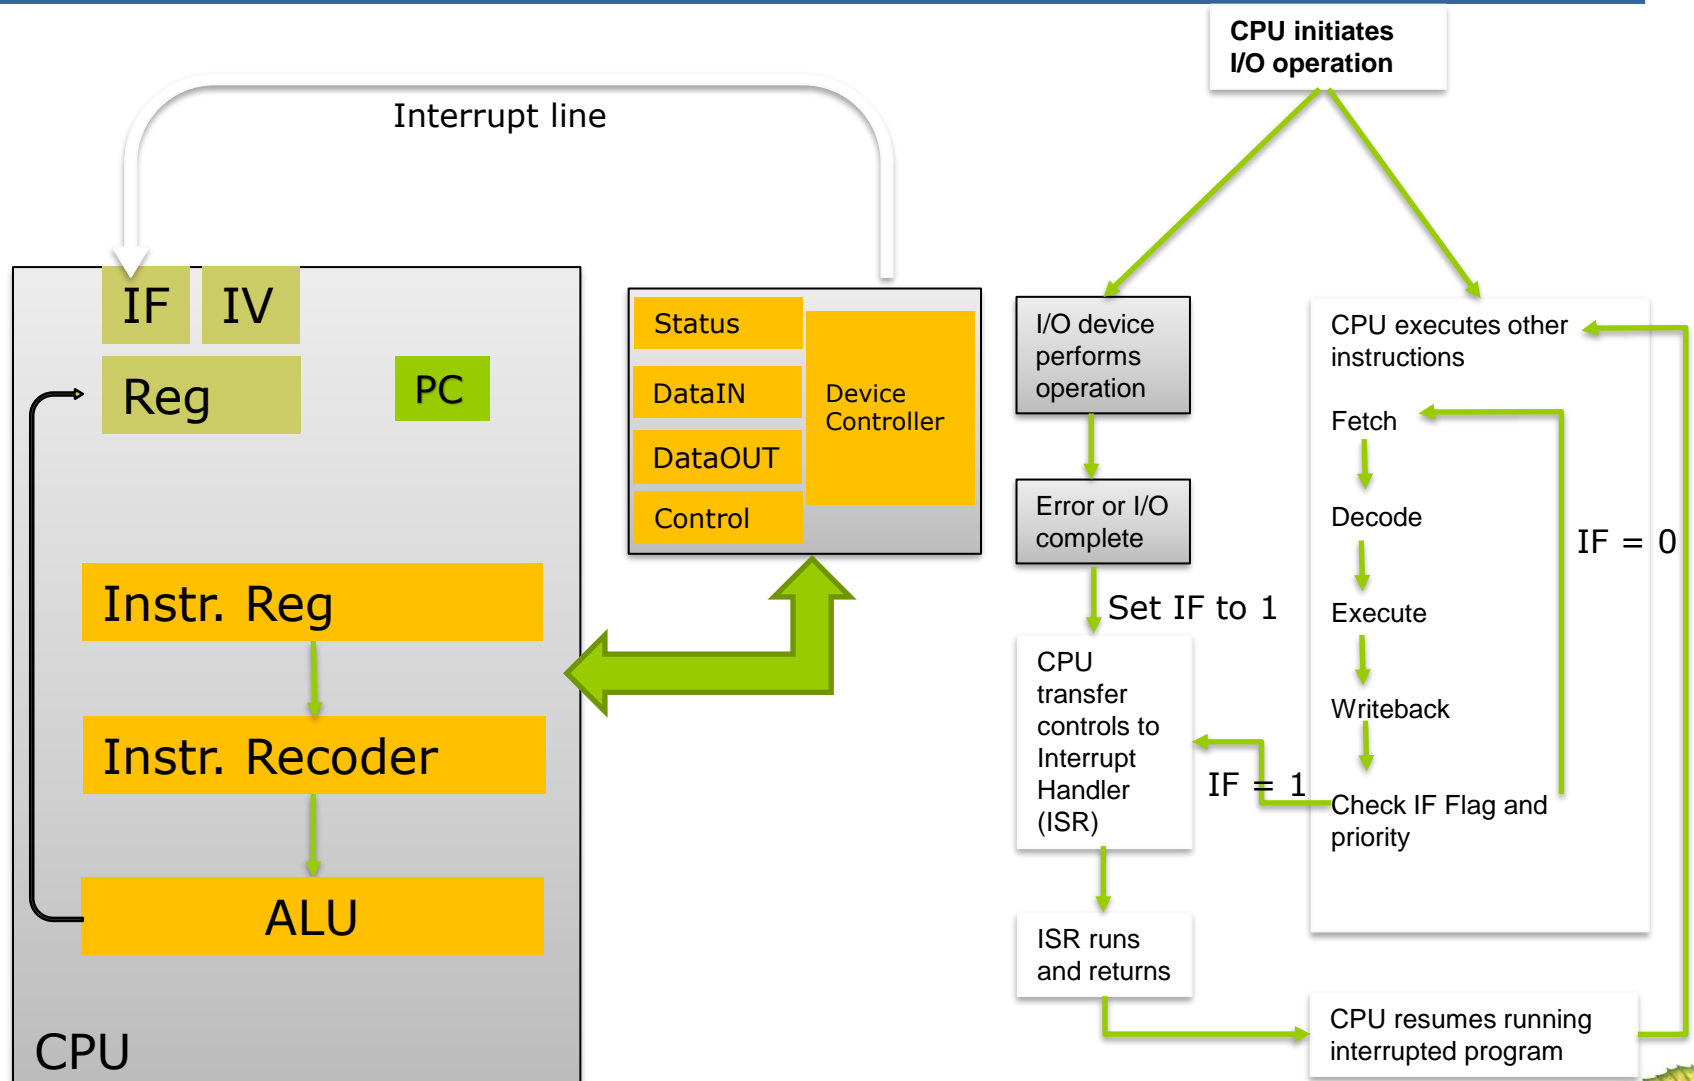 Interrupt line
IF
IV
Reg
PC
Instr. Reg
Instr. Recoder
ALU
CPU
Status
DataIN
DataOUT
Control
Device
Controller
CPU initiates
I/O operation
I/O device
performs
operation
Error or I/O
complete
Set IF to 1
CPU
transfer
controls to
Interrupt
Handler
(ISR)
ISR runs
and returns
CPU executes other
instructions
Fetch
Decode
Execute
Writeback
Check IF Flag and
priority
IF = 0
IF = 1
CPU resumes running
interrupted program